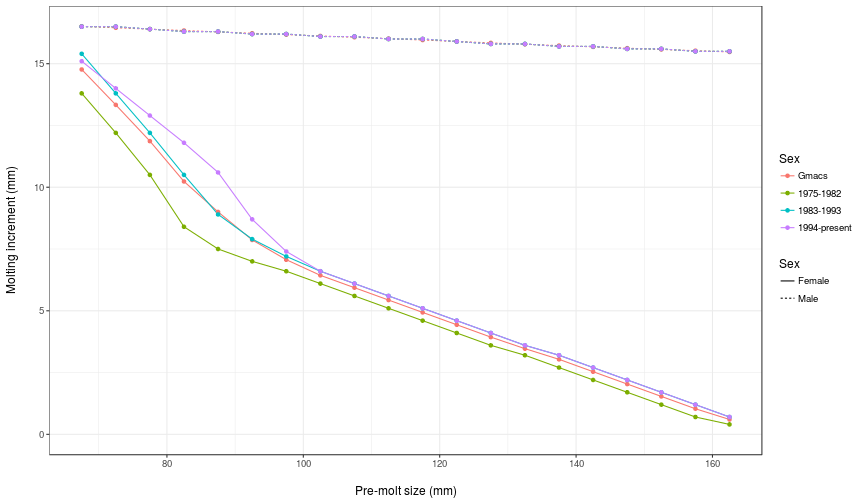 Molting increment (mm)
15
10
5
0
80
100
120
140
160
Pre-molt size (mm)
Sex
Gmacs
1975-1982
1983-1993
1994-present
Sex
Female
Male